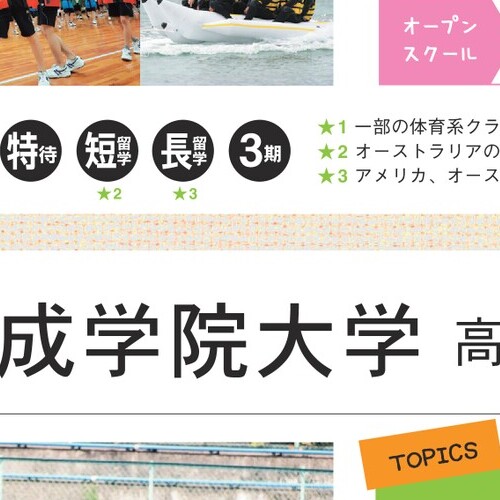 オープン
スクール
特待 短留学 長留学 3期
★2 ★3
★1 一部の体育系クラ
★2 オーストラリアの
★3 アメリカ、オース
成学院大学 高
TOPICS